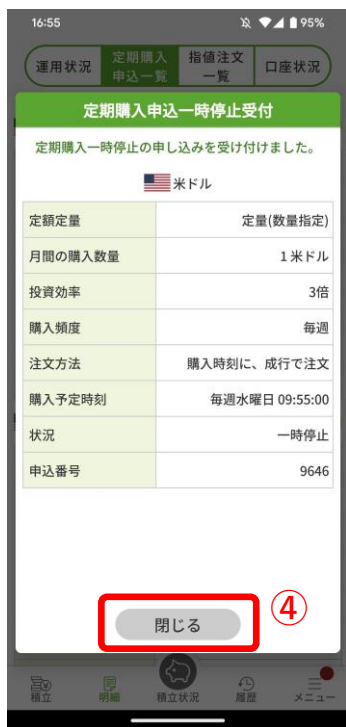 16:55
95%
運用状況
定期購入
申込一覧
指値注文
一覧
口座状況
定期購入申込一時停止受付
定期購入一時停止の申し込みを受け付けました。
米ドル
定額定量
定量(数量指定)
月間の購入数量
1米ドル
投資効率
3倍
購入頻度
毎週
注文方法
購入時刻に、成行で注文
購入予定時刻
毎週水曜日 09:55:00
状況
一時停止
申込番号
9646
閉じる
④
積立
明細
積立状況
履歴
メニュー